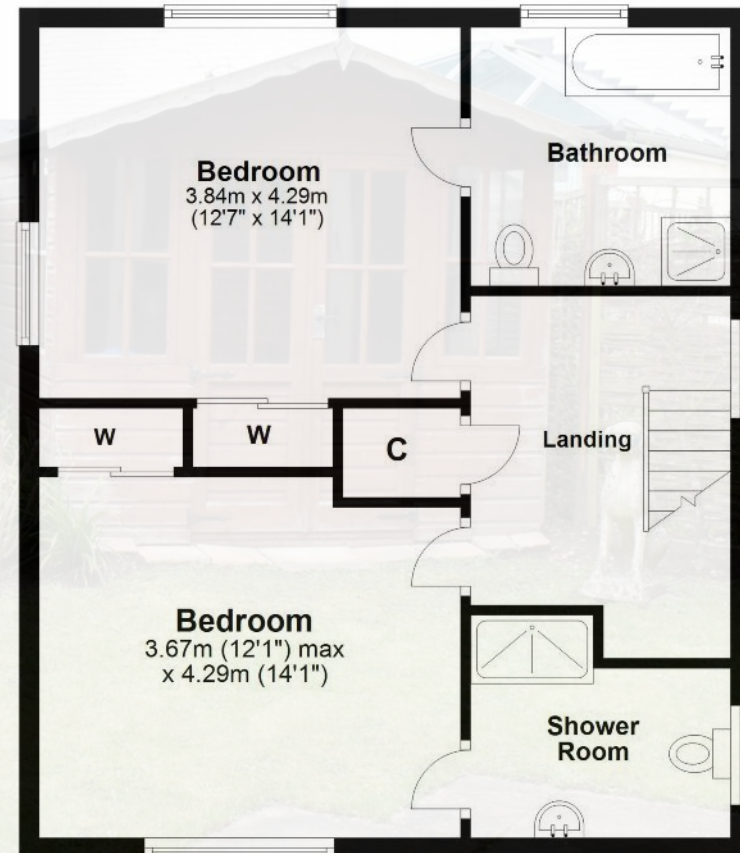 Bedroom
3.84m x 4.29m
(12'7" x 14'1")
Bathroom
W
W
C
Landing
Bedroom
3.67m (12'1") max
x 4.29m (14'1")
Shower
Room